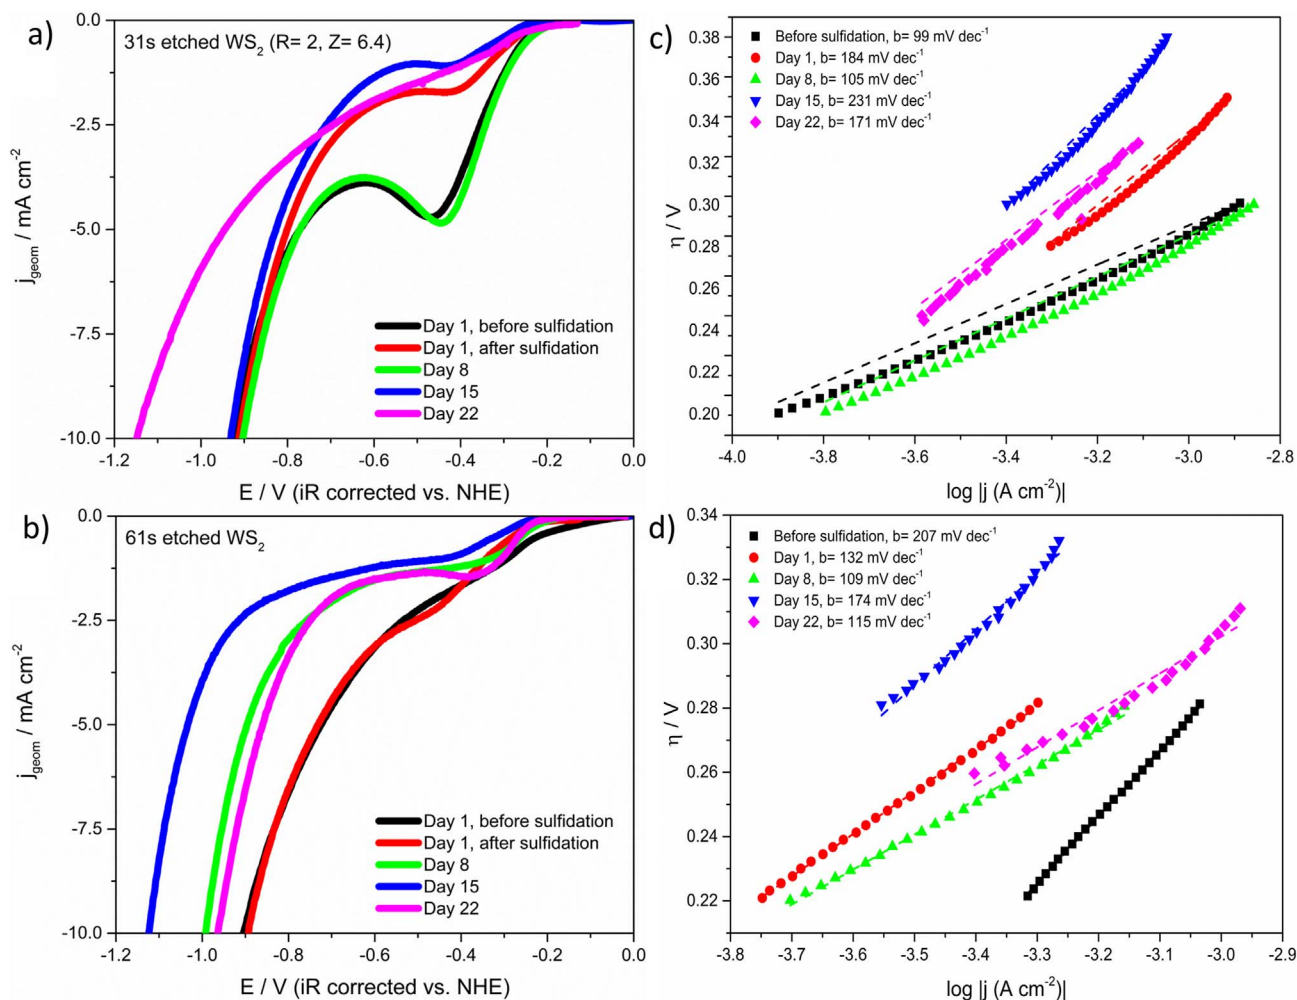 a)
31s etched WS₂ (R= 2, Z= 6.4)
0.0
-2.5
-5.0
-7.5
-10.0
j_geom / mA cm⁻²
Day 1, before sulfidation
Day 1, after sulfidation
Day 8
Day 15
Day 22
-1.2 -1.0 -0.8 -0.6 -0.4 -0.2 0.0
E / V (iR corrected vs. NHE)
c)
Before sulfidation, b= 99 mV dec⁻¹
Day 1, b= 184 mV dec⁻¹
Day 8, b= 105 mV dec⁻¹
Day 15, b= 231 mV dec⁻¹
Day 22, b= 171 mV dec⁻¹
0.38
0.36
0.34
0.32
0.30
0.28
0.26
0.24
0.22
0.20
η / V
-4.0 -3.8 -3.6 -3.4 -3.2 -3.0 -2.8
log |j (A cm⁻²)|
b)
61s etched WS₂
0.0
-2.5
-5.0
-7.5
-10.0
j_geom / mA cm⁻²
Day 1, before sulfidation
Day 1, after sulfidation
Day 8
Day 15
Day 22
-1.2 -1.0 -0.8 -0.6 -0.4 -0.2 0.0
E / V (iR corrected vs. NHE)
d)
Before sulfidation, b= 207 mV dec⁻¹
Day 1, b= 132 mV dec⁻¹
Day 8, b= 109 mV dec⁻¹
Day 15, b= 174 mV dec⁻¹
Day 22, b= 115 mV dec⁻¹
0.34
0.32
0.30
0.28
0.26
0.24
0.22
η / V
-3.8 -3.7 -3.6 -3.5 -3.4 -3.3 -3.2 -3.1 -3.0 -2.9
log |j (A cm⁻²)|